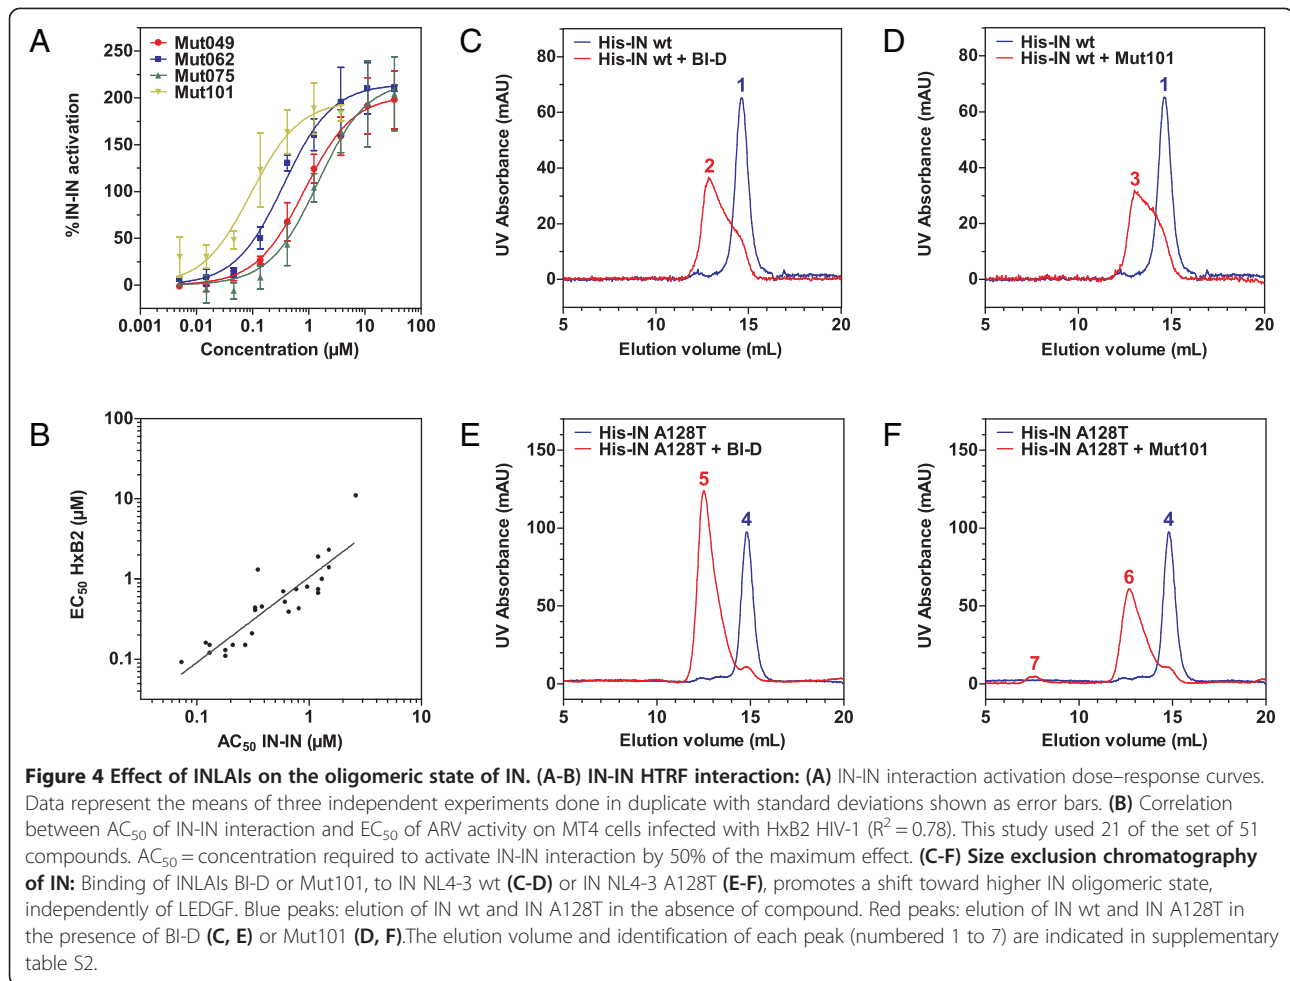 A
Mut049
Mut062
Mut075
Mut101
250
200
150
100
50
0
%IN-IN activation
0.001 0.01 0.1 1 10 100
Concentration (µM)
C
His-IN wt
His-IN wt + BI-D
80
60
40
20
0
UV Absorbance (mAU)
1
2
5 10 15 20
Elution volume (mL)
D
His-IN wt
His-IN wt + Mut101
80
60
40
20
0
UV Absorbance (mAU)
1
3
5 10 15 20
Elution volume (mL)
B
100
10
1
0.1
EC50 HxB2 (µM)
0.1 1 10
AC50 IN-IN (µM)
E
His-IN A128T
His-IN A128T + BI-D
150
100
50
0
UV Absorbance (mAU)
5
4
5 10 15 20
Elution volume (mL)
F
His-IN A128T
His-IN A128T + Mut101
150
100
50
0
UV Absorbance (mAU)
4
6
7
5 10 15 20
Elution volume (mL)
Figure 4 Effect of INLAIs on the oligomeric state of IN. (A-B) IN-IN HTRF interaction: (A) IN-IN interaction activation dose–response curves.
Data represent the means of three independent experiments done in duplicate with standard deviations shown as error bars. (B) Correlation
between AC50 of IN-IN interaction and EC50 of ARV activity on MT4 cells infected with HxB2 HIV-1 (R2 = 0.78). This study used 21 of the set of 51
compounds. AC50 = concentration required to activate IN-IN interaction by 50% of the maximum effect. (C-F) Size exclusion chromatography
of IN: Binding of INLAIs BI-D or Mut101, to IN NL4-3 wt (C-D) or IN NL4-3 A128T (E-F), promotes a shift toward higher IN oligomeric state,
independently of LEDGF. Blue peaks: elution of IN wt and IN A128T in the absence of compound. Red peaks: elution of IN wt and IN A128T in
the presence of BI-D (C, E) or Mut101 (D, F).The elution volume and identification of each peak (numbered 1 to 7) are indicated in supplementary
table S2.